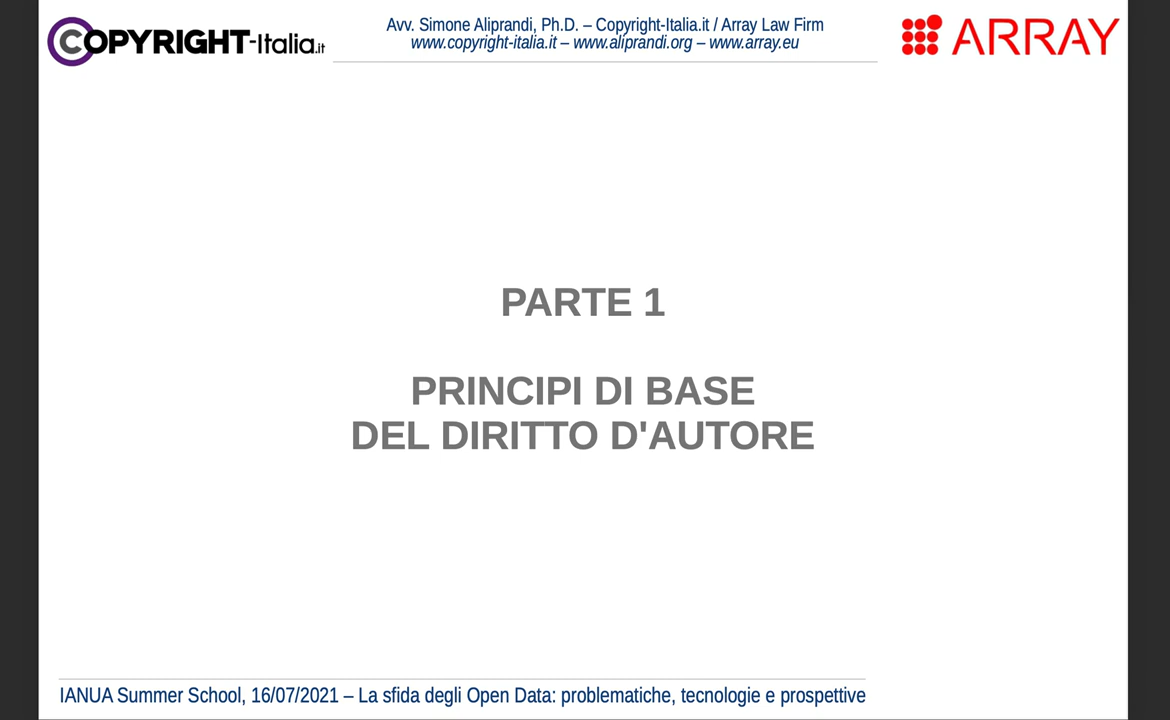 COPYRIGHT-Italia.it
Avv. Simone Aliprandi, Ph.D. – Copyright-Italia.it / Array Law Firm
www.copyright-italia.it – www.aliprandi.org – www.array.eu
ARRAY
PARTE 1
PRINCIPI DI BASE
DEL DIRITTO D'AUTORE
IANUA Summer School, 16/07/2021 – La sfida degli Open Data: problematiche, tecnologie e prospettive